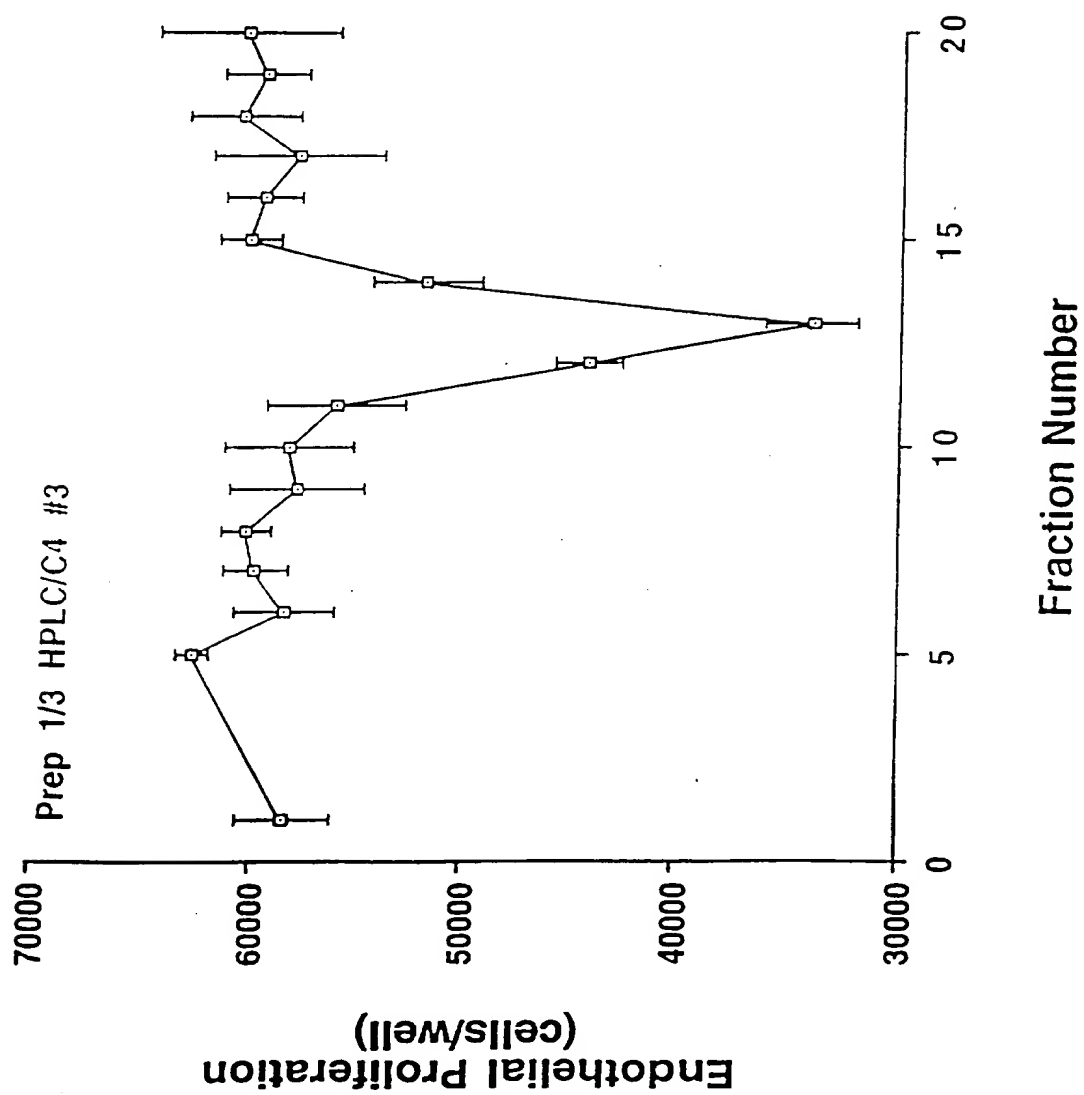 Prep 1/3 HPLC/C4 #3
70000
60000
50000
40000
30000
Endothelial Proliferation
(cells/well)
0
5
10
15
20
Fraction Number